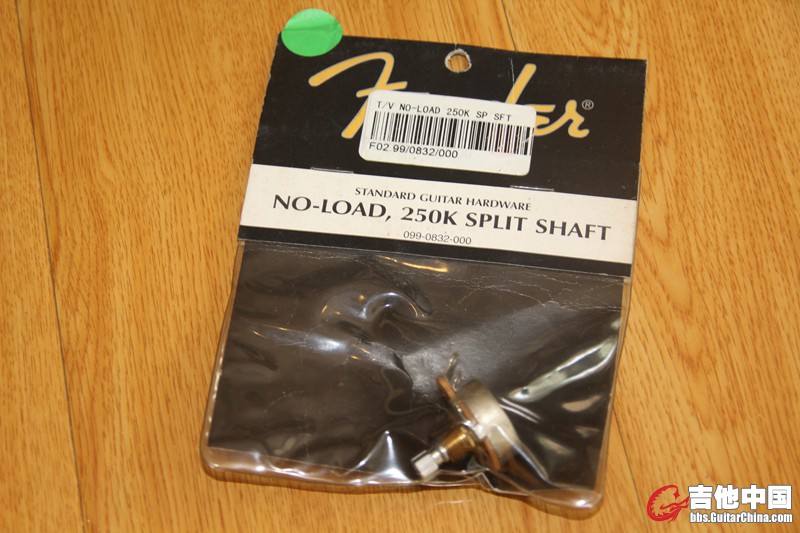 Fender®
T/V NO-LOAD 250K SP SFT
F02 99/0832/000
STANDARD GUITAR HARDWARE
NO-LOAD, 250K SPLIT SHAFT
099-0832-000
吉他中国
bbs.GuitarChina.com